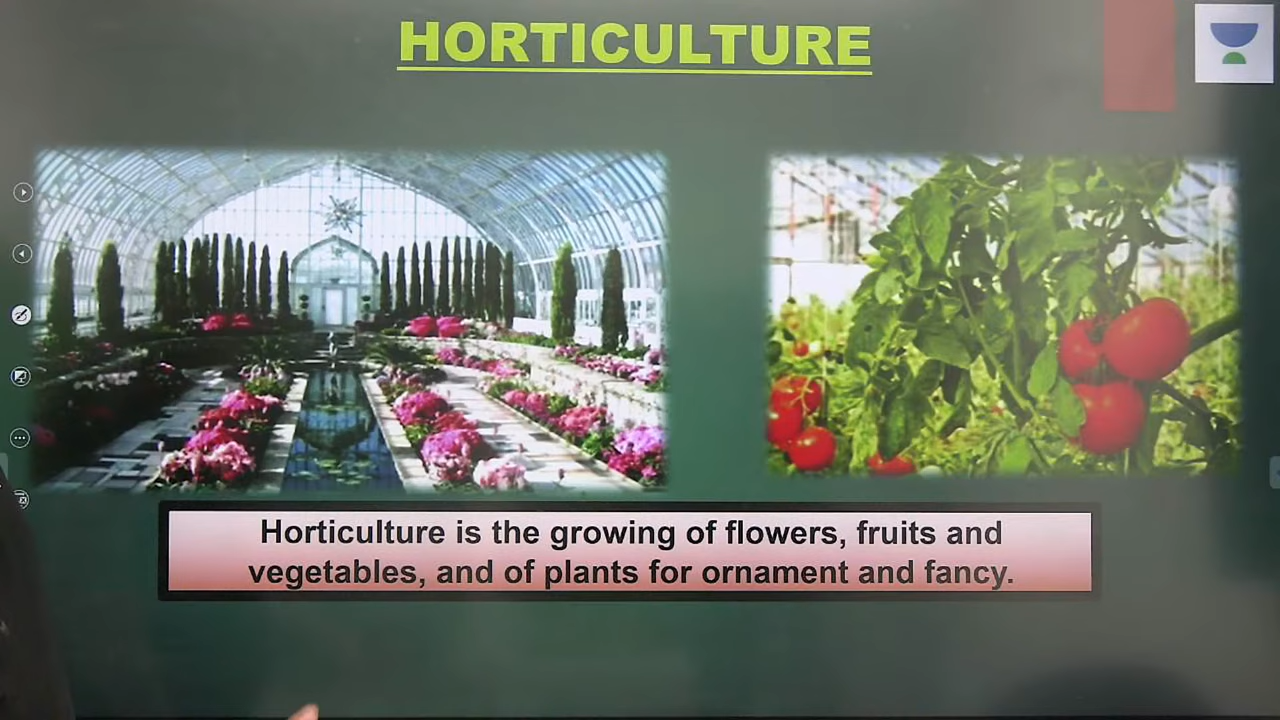 HORTICULTURE
Horticulture is the growing of flowers, fruits and
vegetables, and of plants for ornament and fancy.